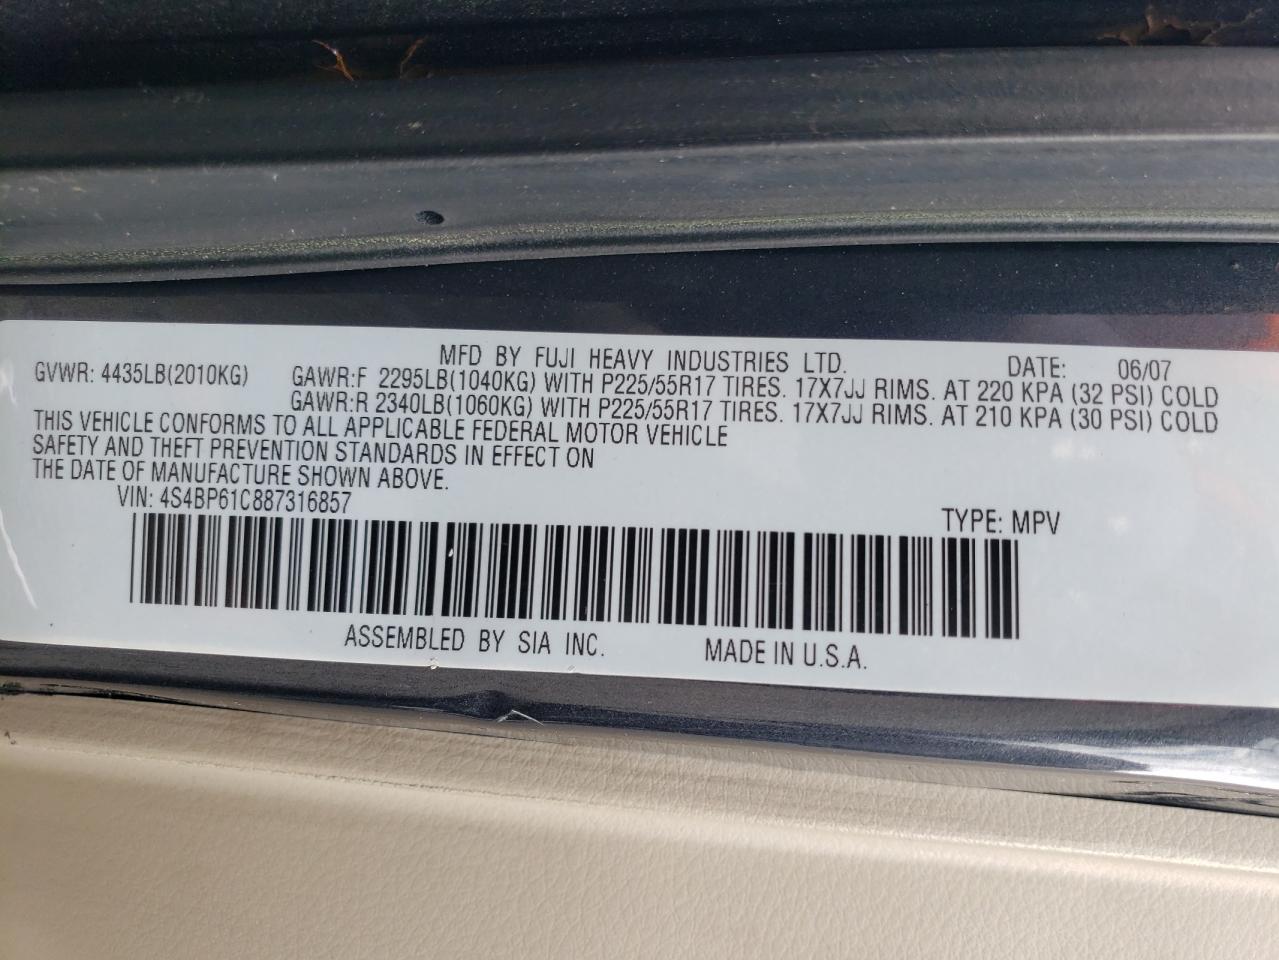 MFD BY FUJI HEAVY INDUSTRIES LTD. DATE: 06/07
GVWR: 4435LB(2010KG) GAWR:F 2295LB(1040KG) WITH P225/55R17 TIRES. 17X7JJ RIMS. AT 220 KPA (32 PSI) COLD
GAWR:R 2340LB(1060KG) WITH P225/55R17 TIRES. 17X7JJ RIMS. AT 210 KPA (30 PSI) COLD
THIS VEHICLE CONFORMS TO ALL APPLICABLE FEDERAL MOTOR VEHICLE
SAFETY AND THEFT PREVENTION STANDARDS IN EFFECT ON
THE DATE OF MANUFACTURE SHOWN ABOVE.
VIN: 4S4BP61C887316857 TYPE: MPV
ASSEMBLED BY SIA INC. MADE IN U.S.A.